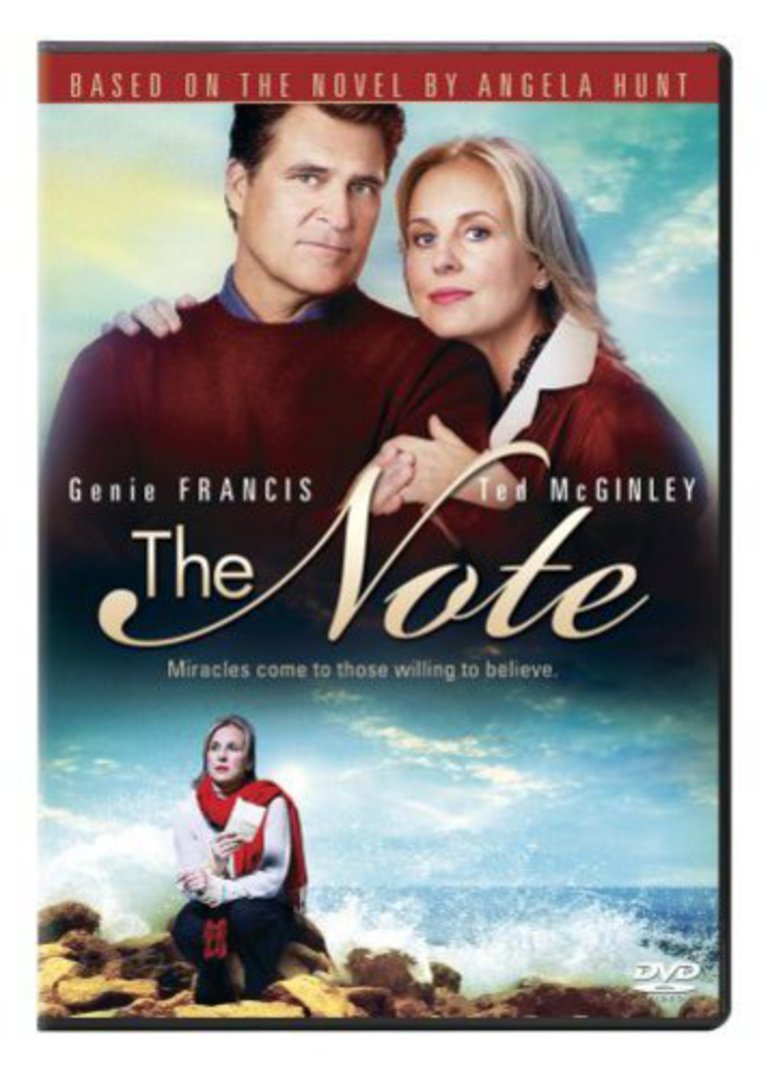 BASED ON THE NOVEL BY ANGELA HUNT
Genie FRANCIS Ted McGINLEY
The Note
Miracles come to those willing to believe.
DVD